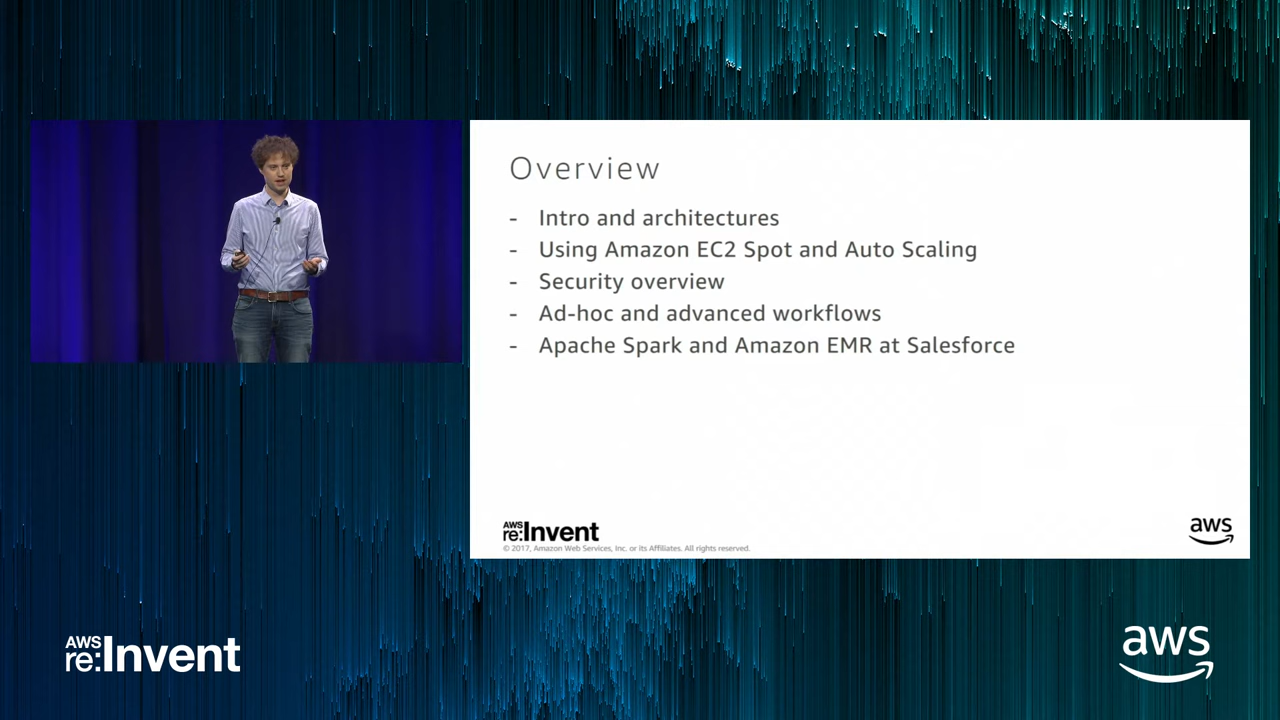 Overview
- Intro and architectures
- Using Amazon EC2 Spot and Auto Scaling
- Security overview
- Ad-hoc and advanced workflows
- Apache Spark and Amazon EMR at Salesforce
AWS
re:Invent
© 2017, Amazon Web Services, Inc, or its Affiliates. All rights reserved.
aws
AWS
re:Invent
aws